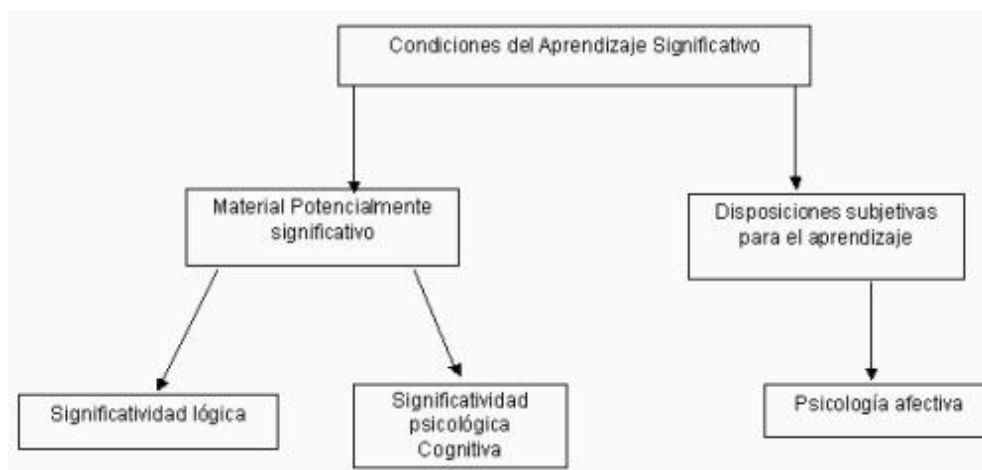 Condiciones del Aprendizaje Significativo
Material Potencialmente
significativo
Disposiciones subjetivas
para el aprendizaje
Significatividad lógica
Significatividad
psicológica
Cognitiva
Psicología afectiva